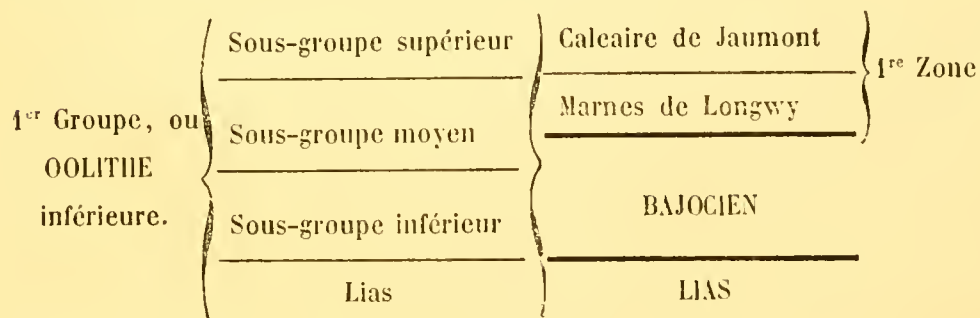 Sous-groupe supérieur
Calcaire de Jaumont
1re Zone
Marnes de Longwy
1er Groupe, ou
Sous-groupe moyen
OOLITHE
BAJOCIEN
inférieure.
Sous-groupe inférieur
Lias
LIAS